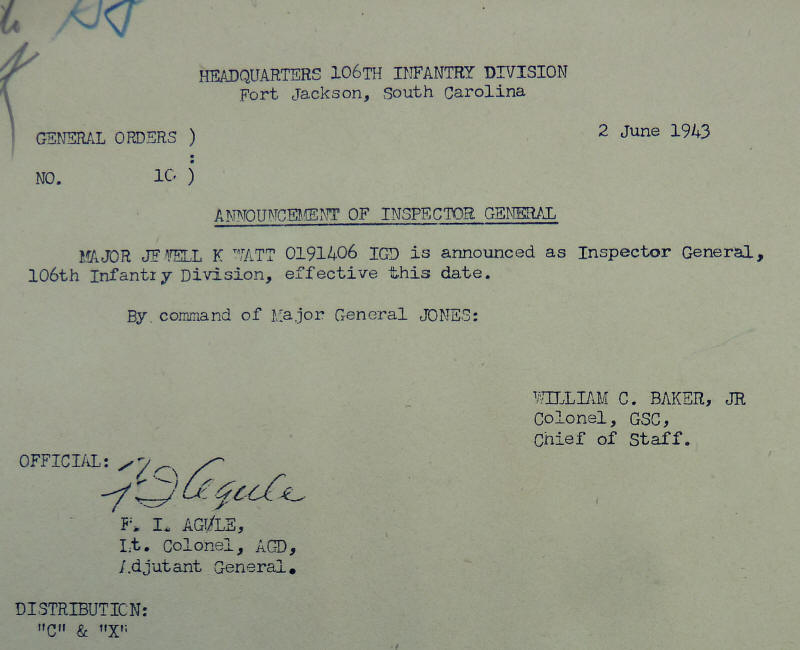 HEADQUARTERS 106TH INFANTRY DIVISION
Fort Jackson, South Carolina
GENERAL ORDERS ) 2 June 1943
:
NO. 10 )
ANNOUNCEMENT OF INSPECTOR GENERAL
MAJOR JEWELL K WATT 0191406 IGD is announced as Inspector General,
106th Infantry Division, effective this date.
By command of Major General JONES:
WILLIAM C. BAKER, JR
Colonel, GSC,
Chief of Staff.
OFFICIAL:
F. I. AGULE,
Lt. Colonel, AGD,
Adjutant General.
DISTRIBUTION:
"C" & "X"